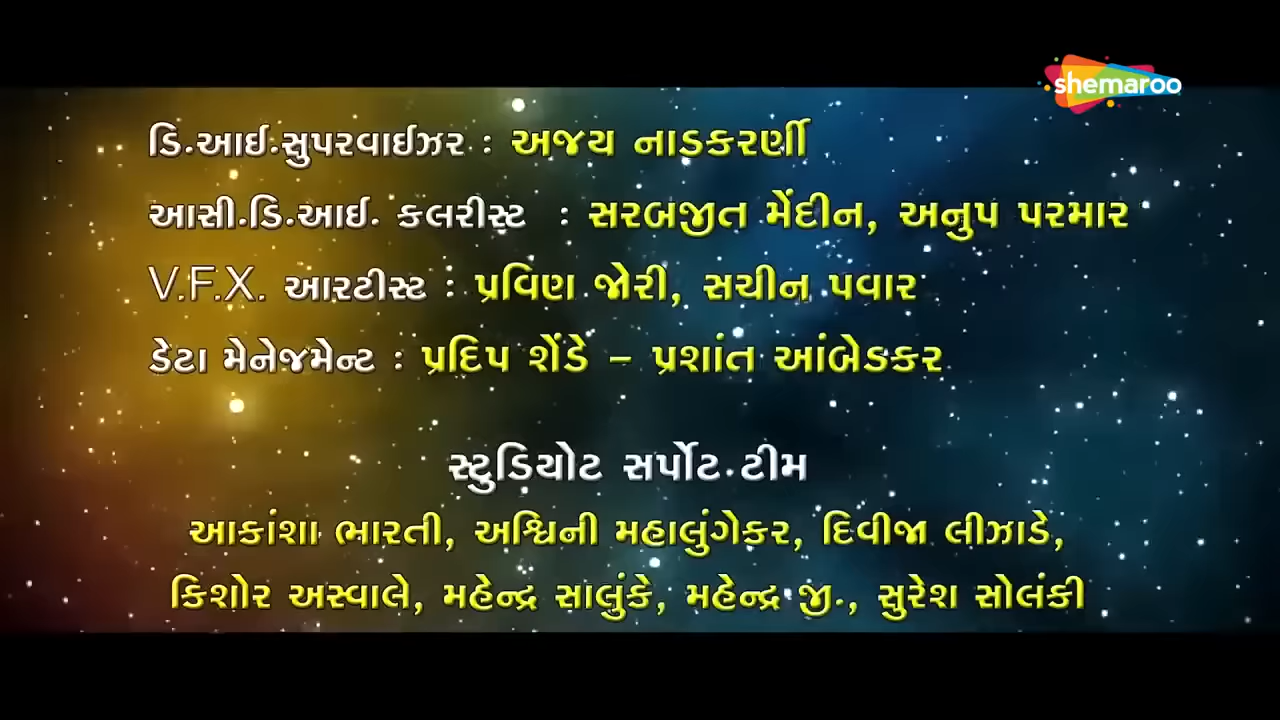 shemaroo
ડિ.આઈ.સુપરવાઈઝર : અજય નાડકરર્ણી
આસી.ડિ.આઈ. કલરીસ્ટ : સરબજીત મેંદીન, અનુપ પરમાર
V.F.X. આરટીસ્ટ : પ્રવિણ જોરી, સચીન પવાર
ડેટા મેનેજમેન્ટ : પ્રદિપ શેંડે – પ્રશાંત આંબેડકર
સ્ટુડિયોટ સર્પોટ.ટીમ
આકાંશા ભારતી, અશ્વિની મહાલુંગેકર, દિવીજા લીઝાડે,
કિશોર અસ્વાલે, મહેન્દ્ર સાલુંકે, મહેન્દ્ર જી., સુરેશ સોલંકી